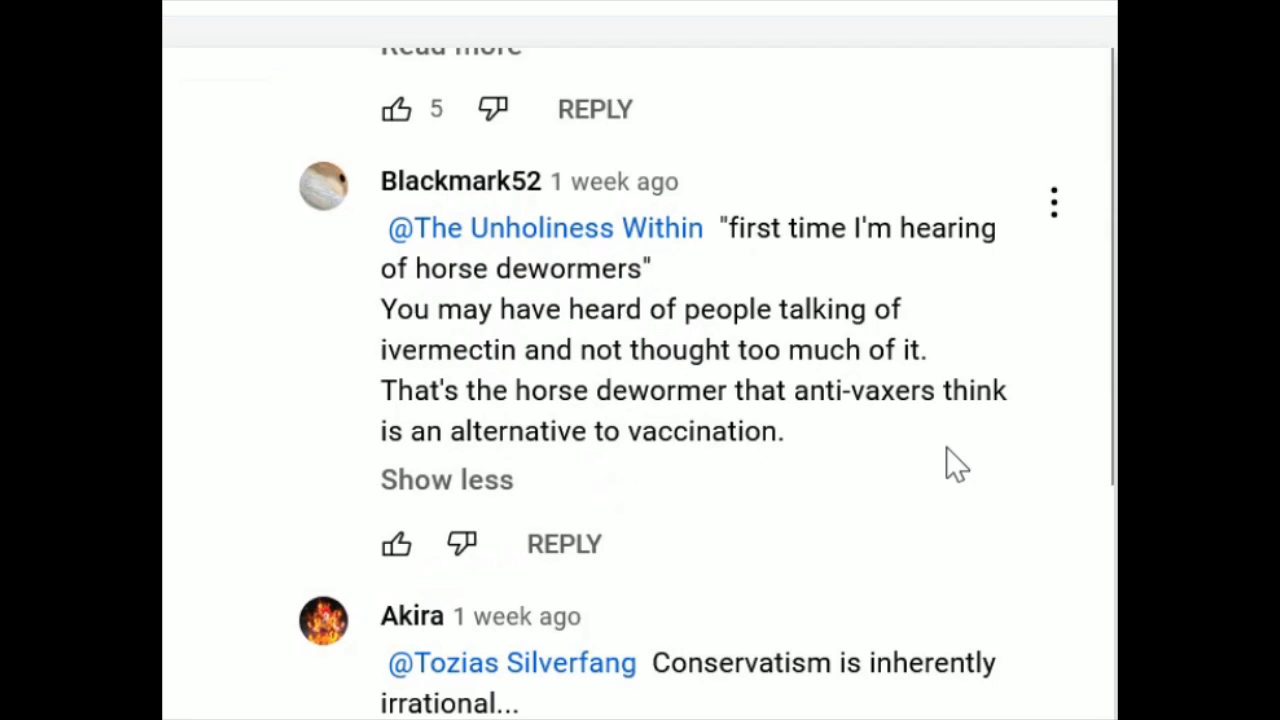 Read more
5 REPLY
Blackmark52 1 week ago
@The Unholiness Within "first time I'm hearing
of horse dewormers"
You may have heard of people talking of
ivermectin and not thought too much of it.
That's the horse dewormer that anti-vaxers think
is an alternative to vaccination.
Show less
REPLY
Akira 1 week ago
@Tozias Silverfang Conservatism is inherently
irrational...